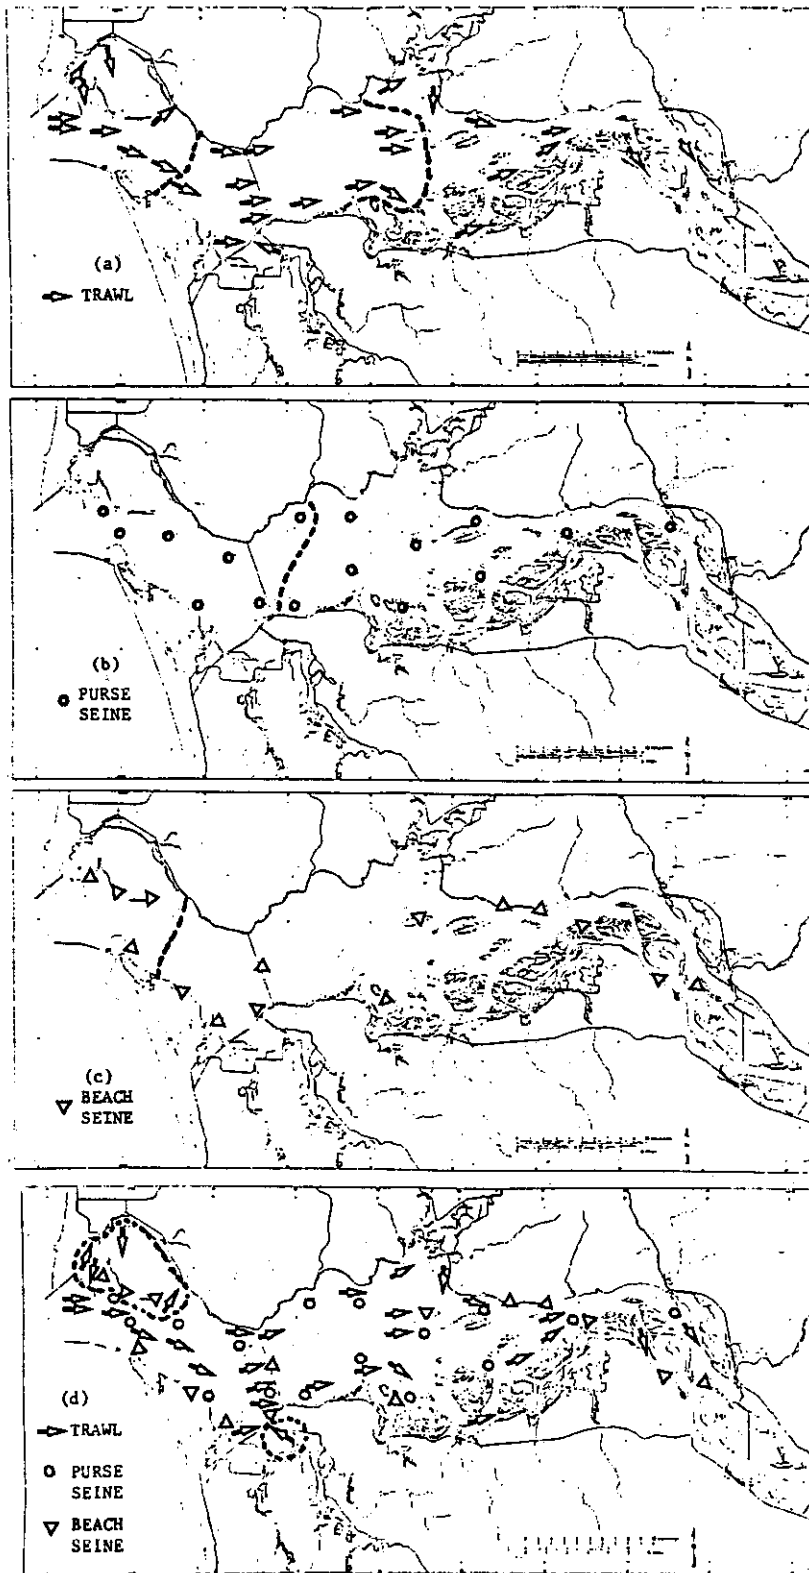 (a)
TRAWL
(b)
PURSE
SEINE
(c)
BEACH
SEINE
(d)
TRAWL
PURSE
SEINE
BEACH
SEINE